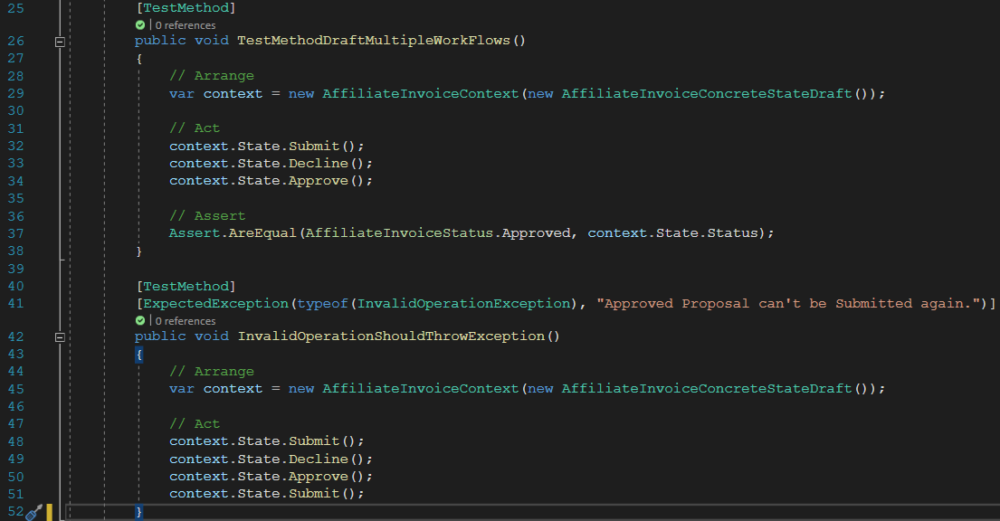 25 [TestMethod]
0 references
26 public void TestMethodDraftMultipleWorkFlows()
27 {
28 // Arrange
29 var context = new AffiliateInvoiceContext(new AffiliateInvoiceConcreteStateDraft());
30
31 // Act
32 context.State.Submit();
33 context.State.Decline();
34 context.State.Approve();
35
36 // Assert
37 Assert.AreEqual(AffiliateInvoiceStatus.Approved, context.State.Status);
38 }
39
40 [TestMethod]
41 [ExpectedException(typeof(InvalidOperationException), "Approved Proposal can't be Submitted again.")]
0 references
42 public void InvalidOperationShouldThrowException()
43 {
44 // Arrange
45 var context = new AffiliateInvoiceContext(new AffiliateInvoiceConcreteStateDraft());
46
47 // Act
48 context.State.Submit();
49 context.State.Decline();
50 context.State.Approve();
51 context.State.Submit();
52 }